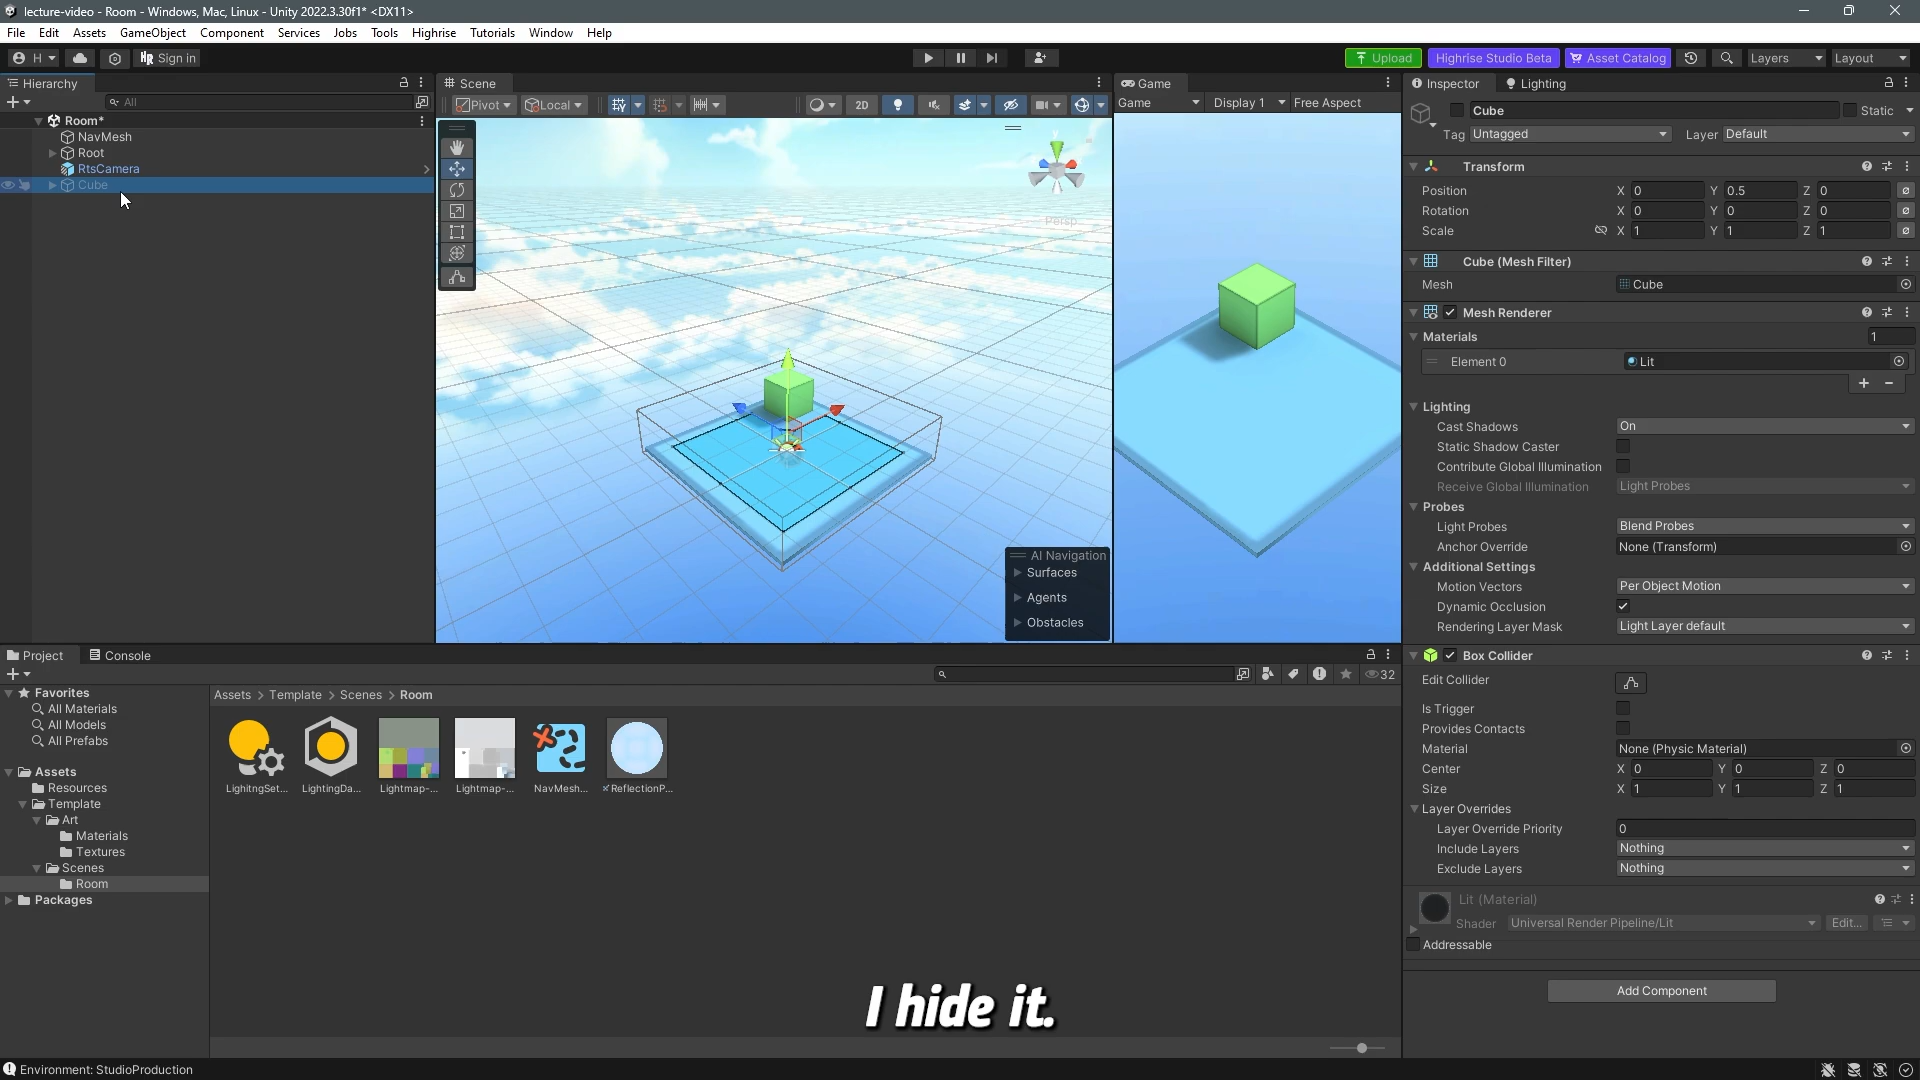 lecture-video - Room - Windows, Mac, Linux - Unity 2022.3.30f1* <DX11>
File Edit Assets GameObject Component Services Jobs Tools Highrise Tutorials Window Help
H Sign in Upload Highrise Studio Beta Asset Catalog Layers Layout
Hierarchy
All
Room*
NavMesh
Root
RtsCamera
Cube
Scene
Pivot Local 2D
Y
Persp
AI Navigation
Surfaces
Agents
Obstacles
Game
Game Display 1 Free Aspect
Inspector Lighting
Cube Static
Tag Untagged Layer Default
Transform
Position X 0 Y 0.5 Z 0
Rotation X 0 Y 0 Z 0
Scale X 1 Y 1 Z 1
Cube (Mesh Filter)
Mesh Cube
Mesh Renderer
Materials 1
Element 0 Lit
Lighting
Cast Shadows On
Static Shadow Caster
Contribute Global Illumination
Receive Global Illumination Light Probes
Probes
Light Probes Blend Probes
Anchor Override None (Transform)
Additional Settings
Motion Vectors Per Object Motion
Dynamic Occlusion
Rendering Layer Mask Light Layer default
Box Collider
Edit Collider
Is Trigger
Provides Contacts
Material None (Physic Material)
Center X 0 Y 0 Z 0
Size X 1 Y 1 Z 1
Layer Overrides
Layer Override Priority 0
Include Layers Nothing
Exclude Layers Nothing
Lit (Material)
Shader Universal Render Pipeline/Lit Edit...
Addressable
Add Component
Project Console
32
Favorites
All Materials
All Models
All Prefabs
Assets
Resources
Template
Art
Materials
Textures
Scenes
Room
Packages
Assets > Template > Scenes > Room
LighitngSet... LightingDa... Lightmap-... Lightmap-... NavMesh... ReflectionP...
I hide it.
Environment: StudioProduction